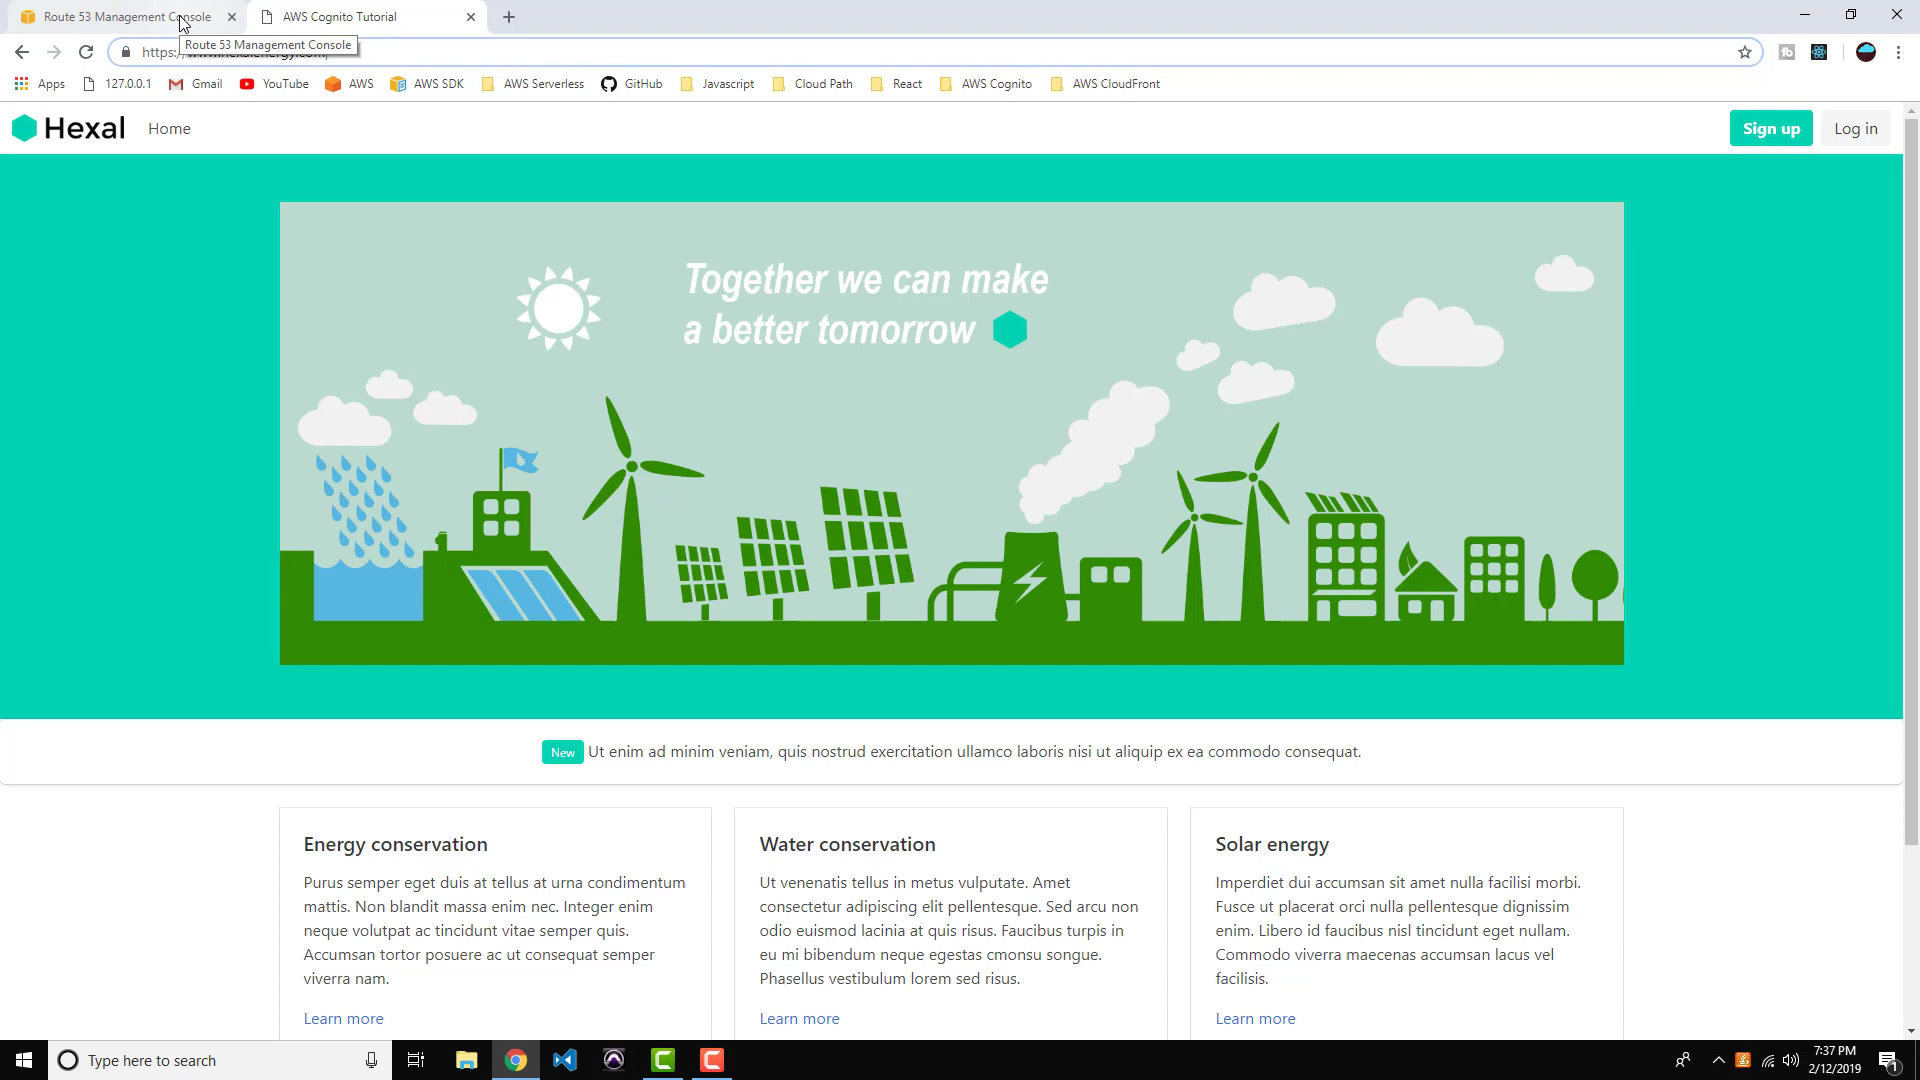 Route 53 Management Console
AWS Cognito Tutorial
Route 53 Management Console
https://www.hexalenergy.com
Apps
127.0.0.1
Gmail
YouTube
AWS
AWS SDK
AWS Serverless
GitHub
Javascript
Cloud Path
React
AWS Cognito
AWS CloudFront
Hexal
Home
Sign up
Log in
Together we can make
a better tomorrow
New Ut enim ad minim veniam, quis nostrud exercitation ullamco laboris nisi ut aliquip ex ea commodo consequat.
Energy conservation
Purus semper eget duis at tellus at urna condimentum
mattis. Non blandit massa enim nec. Integer enim
neque volutpat ac tincidunt vitae semper quis.
Accumsan tortor posuere ac ut consequat semper
viverra nam.
Learn more
Water conservation
Ut venenatis tellus in metus vulputate. Amet
consectetur adipiscing elit pellentesque. Sed arcu non
odio euismod lacinia at quis risus. Faucibus turpis in
eu mi bibendum neque egestas cmonsu songue.
Phasellus vestibulum lorem sed risus.
Learn more
Solar energy
Imperdiet dui accumsan sit amet nulla facilisi morbi.
Fusce ut placerat orci nulla pellentesque dignissim
enim. Libero id faucibus nisl tincidunt eget nullam.
Commodo viverra maecenas accumsan lacus vel
facilisis.
Learn more
Type here to search
7:37 PM
2/12/2019
1